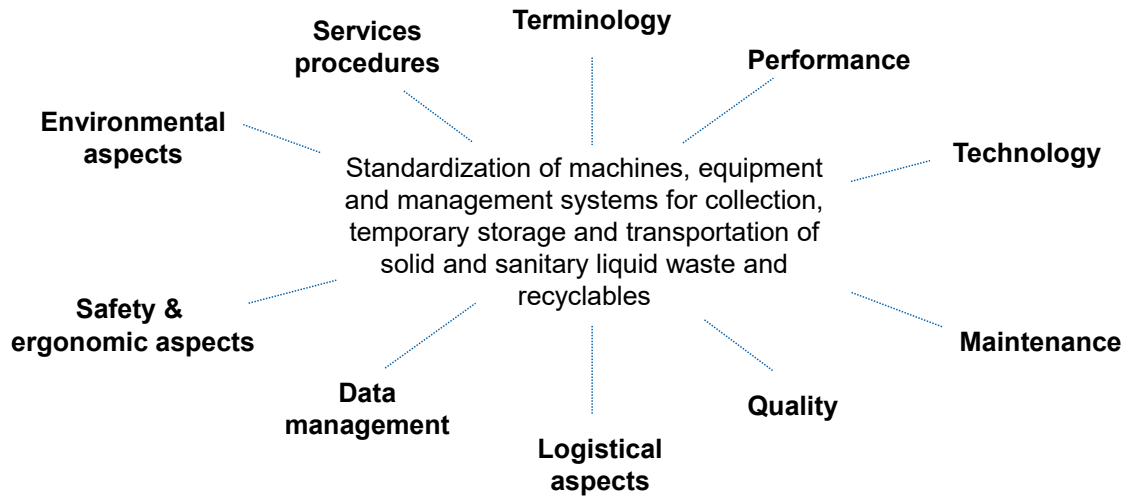 Terminology
Services
procedures
Performance
Environmental
aspects
Technology
Standardization of machines, equipment
and management systems for collection,
temporary storage and transportation of
solid and sanitary liquid waste and
recyclables
Safety &
ergonomic aspects
Maintenance
Data
management
Quality
Logistical
aspects